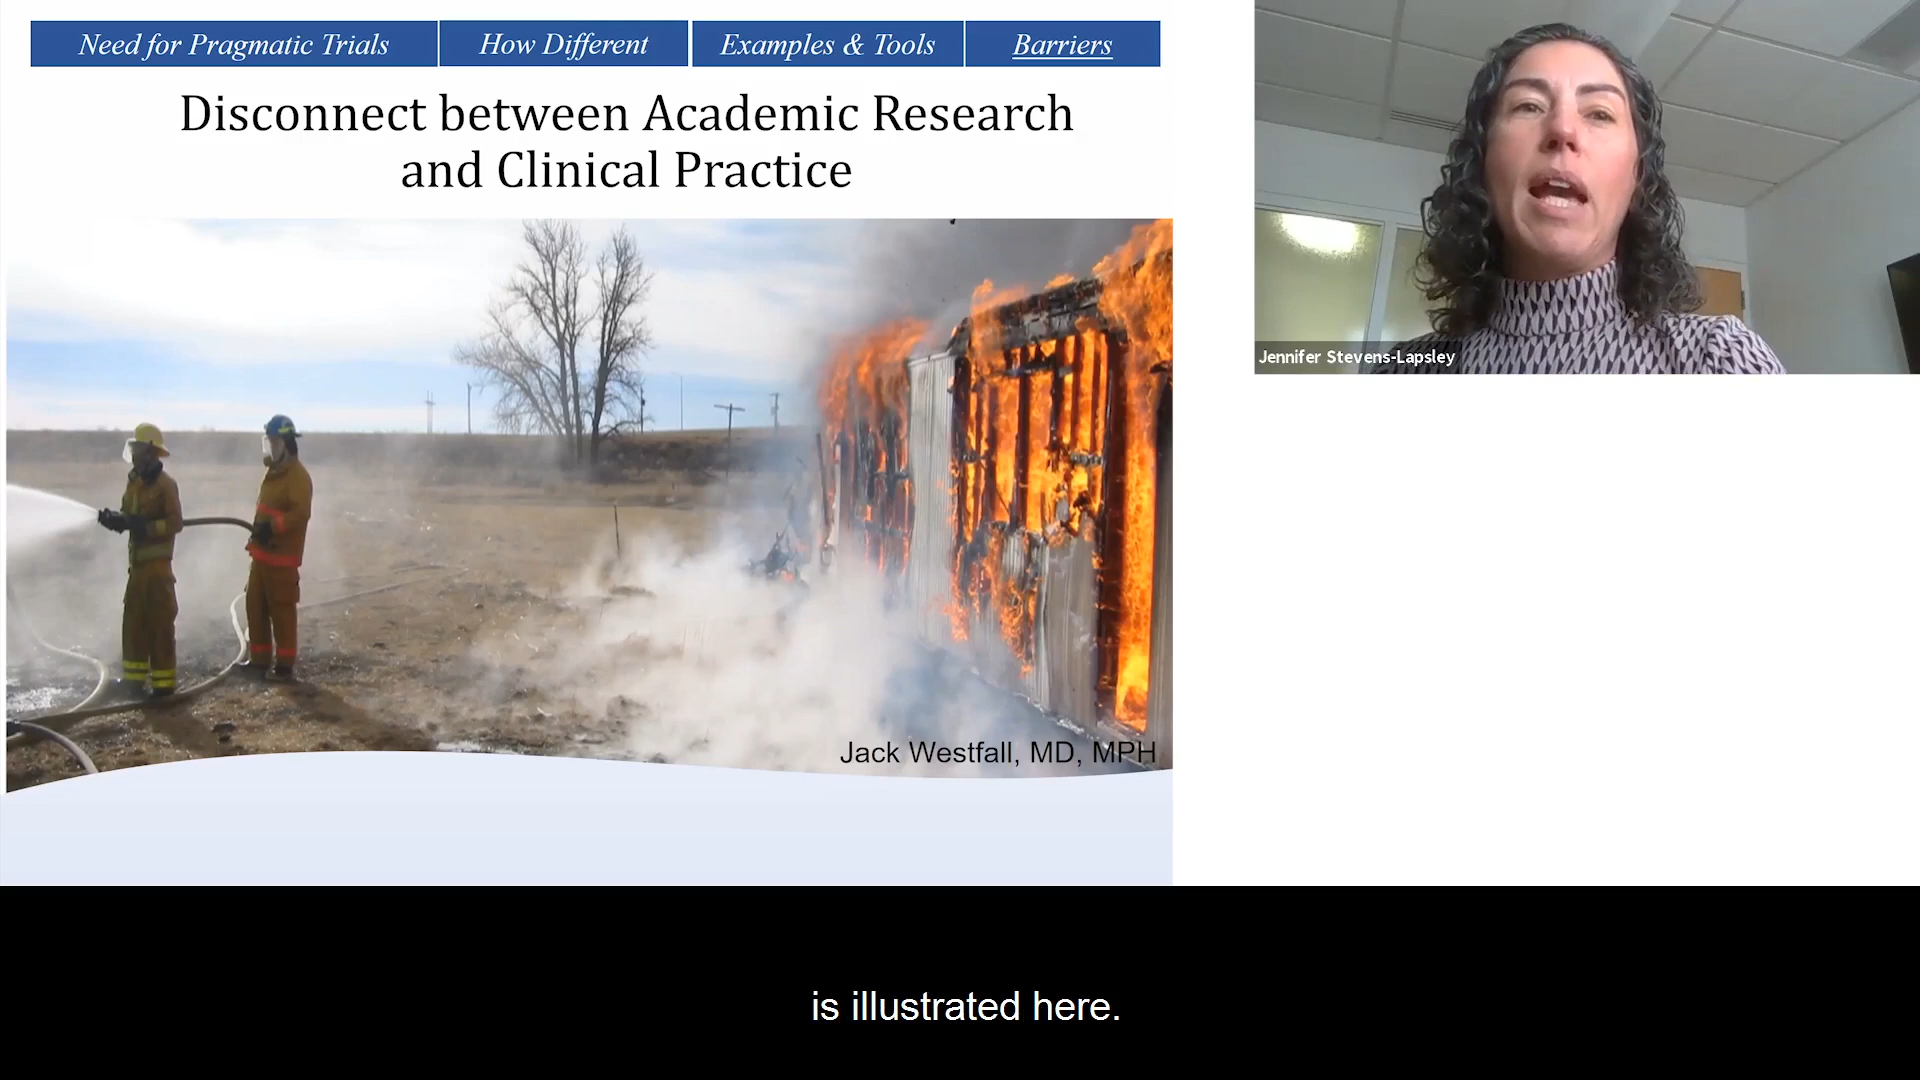 Need for Pragmatic Trials
How Different
Examples & Tools
Barriers
Disconnect between Academic Research
and Clinical Practice
Jack Westfall, MD, MPH
Jennifer Stevens-Lapsley
is illustrated here.